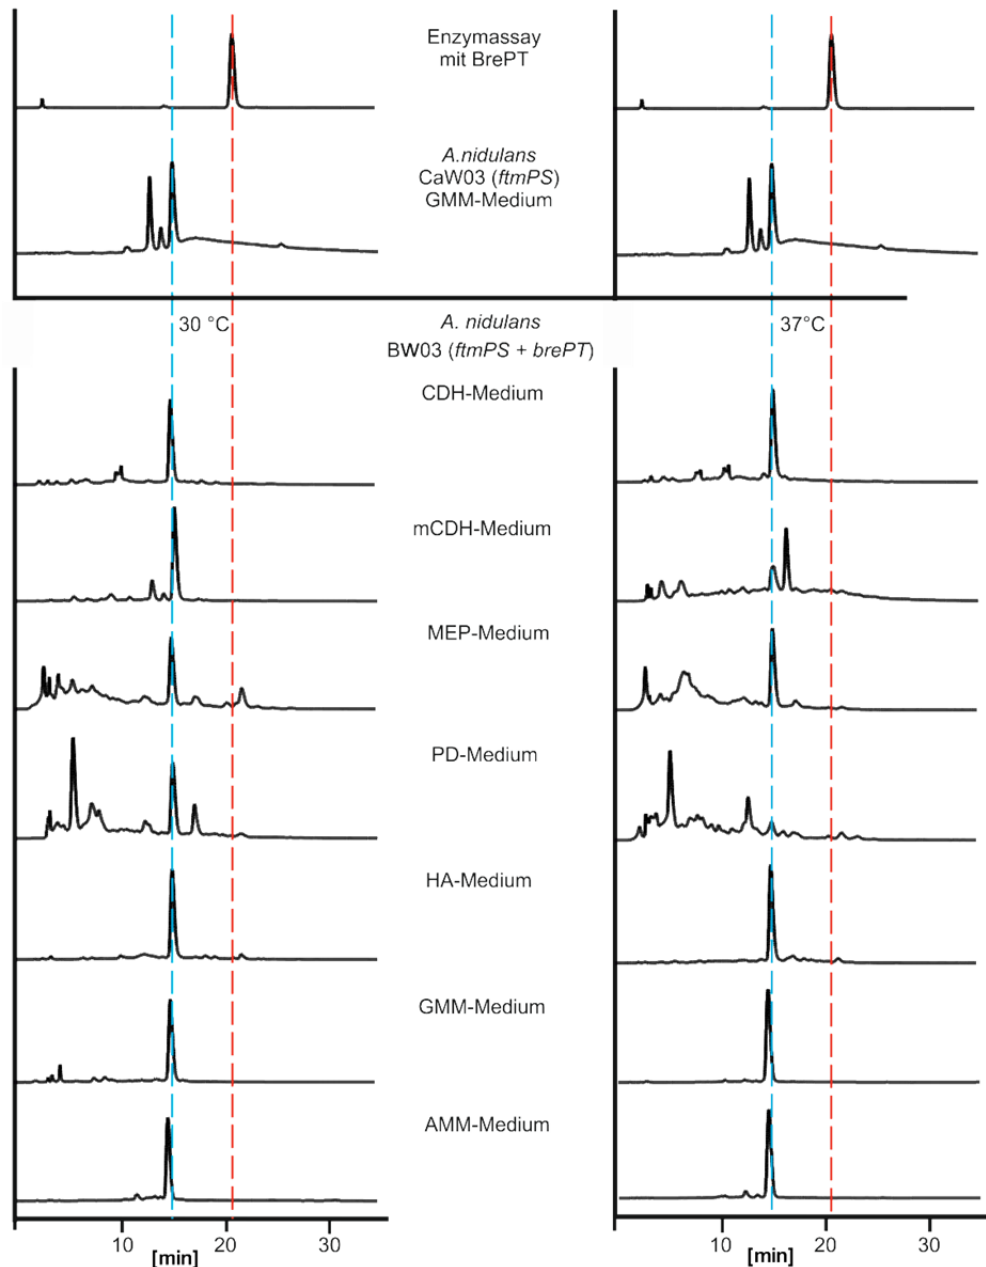 Enzymassay
mit BrePT
A.nidulans
CaW03 (ftmPS)
GMM-Medium
30 °C
A. nidulans
37°C
BW03 (ftmPS + brePT)
CDH-Medium
mCDH-Medium
MEP-Medium
PD-Medium
HA-Medium
GMM-Medium
AMM-Medium
10 20 30 10 20 30
[min] [min]